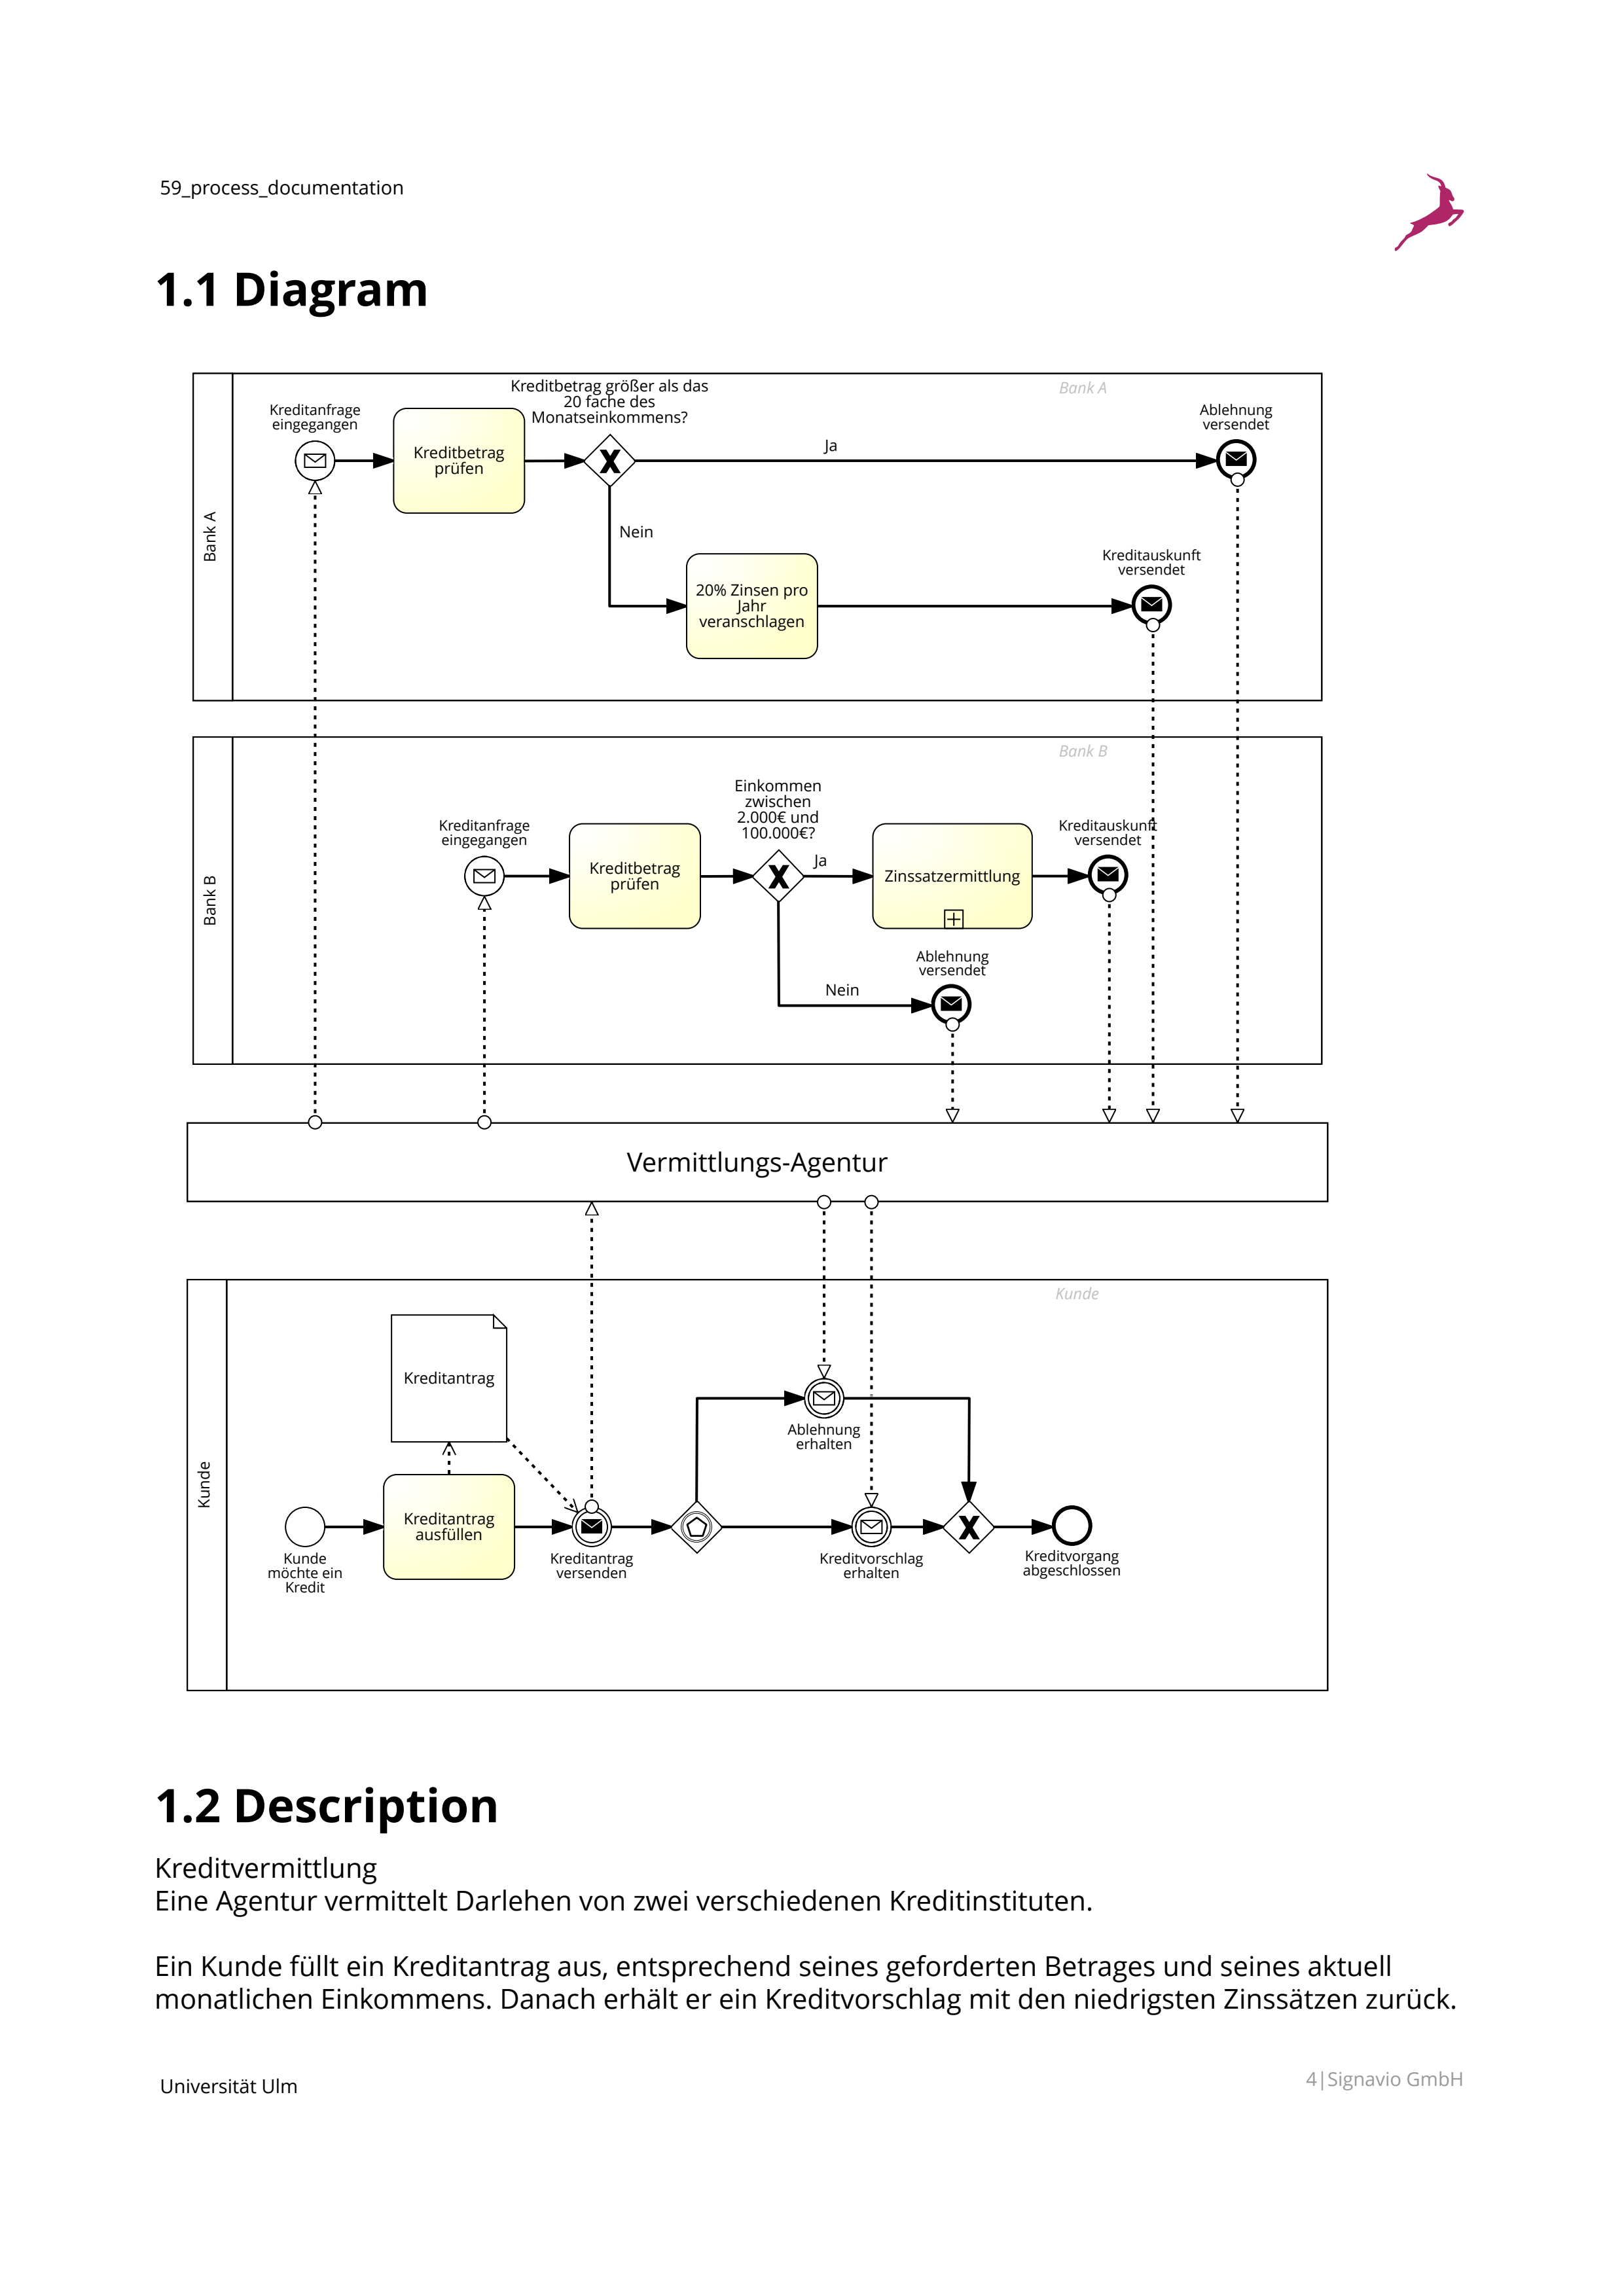 59_process_documentation
1.1 Diagram
Bank A
Bank A
Kreditanfrage
eingegangen
Kreditbetrag
prüfen
Kreditbetrag größer als das
20 fache des
Monatseinkommens?
Ja
Ablehnung
versendet
Nein
20% Zinsen pro
Jahr
veranschlagen
Kreditauskunft
versendet
Bank B
Bank B
Kreditanfrage
eingegangen
Kreditbetrag
prüfen
Einkommen
zwischen
2.000€ und
100.000€?
Ja
Zinssatzermittlung
Kreditauskunft
versendet
Nein
Ablehnung
versendet
Vermittlungs-Agentur
Kunde
Kunde
Kreditantrag
Kunde
möchte ein
Kredit
Kreditantrag
ausfüllen
Kreditantrag
versenden
Ablehnung
erhalten
Kreditvorschlag
erhalten
Kreditvorgang
abgeschlossen
1.2 Description
Kreditvermittlung
Eine Agentur vermittelt Darlehen von zwei verschiedenen Kreditinstituten.
Ein Kunde füllt ein Kreditantrag aus, entsprechend seines geforderten Betrages und seines aktuell
monatlichen Einkommens. Danach erhält er ein Kreditvorschlag mit den niedrigsten Zinssätzen zurück.
Universität Ulm
4|Signavio GmbH